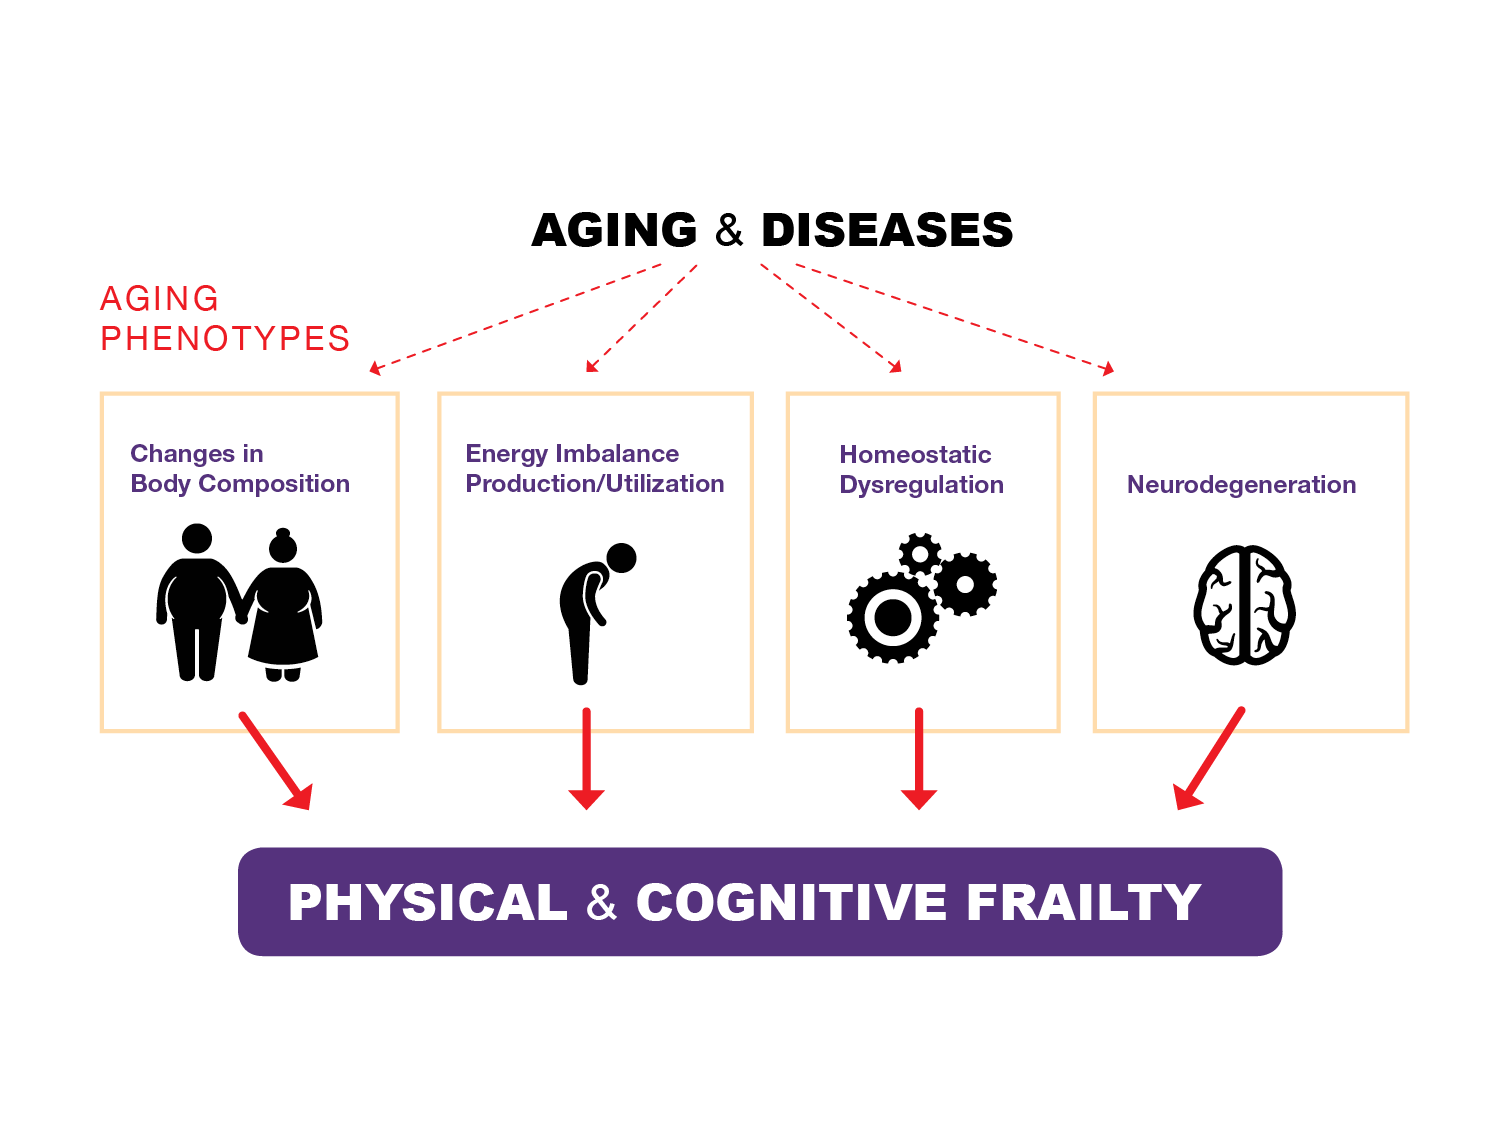 AGING & DISEASES
AGING
PHENOTYPES
Changes in
Body Composition
Energy Imbalance
Production/Utilization
Homeostatic
Dysregulation
Neurodegeneration
PHYSICAL & COGNITIVE FRAILTY